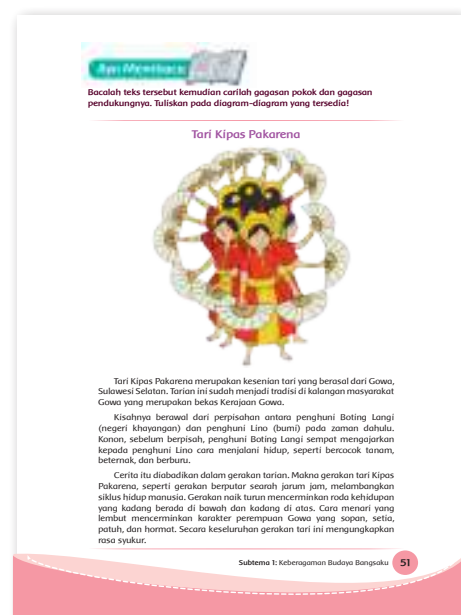 Ayo Membaca
Bacalah teks tersebut kemudian carilah gagasan pokok dan gagasan
pendukungnya. Tuliskan pada diagram-diagram yang tersedia!
Tari Kipas Pakarena
Tari Kipas Pakarena merupakan kesenian tari yang berasal dari Gowa,
Sulawesi Selatan. Tarian ini sudah menjadi tradisi di kalangan masyarakat
Gowa yang merupakan bekas Kerajaan Gowa.
Kisahnya berawal dari perpisahan antara penghuni Boting Langi
(negeri khayangan) dan penghuni Lino (bumi) pada zaman dahulu.
Konon, sebelum berpisah, penghuni Boting Langi sempat mengajarkan
kepada penghuni Lino cara menjalani hidup, seperti bercocok tanam,
beternak, dan berburu.
Cerita itu diabadikan dalam gerakan tarian. Makna gerakan tari Kipas
Pakarena, seperti gerakan berputar searah jarum jam, melambangkan
siklus hidup manusia. Gerakan naik turun mencerminkan roda kehidupan
yang kadang berada di bawah dan kadang di atas. Cara menari yang
lembut mencerminkan karakter perempuan Gowa yang sopan, setia,
patuh, dan hormat. Secara keseluruhan gerakan tari ini mengungkapkan
rasa syukur.
Subtema 1: Keberagaman Budaya Bangsaku 51